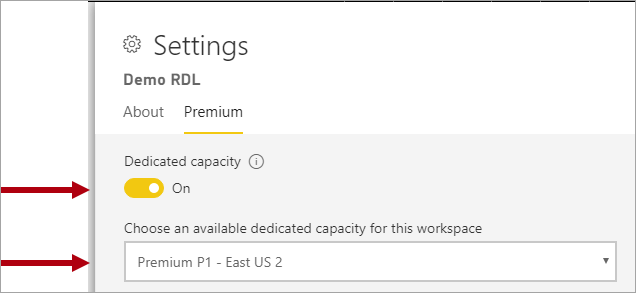 Settings
Demo RDL
About Premium
Dedicated capacity
On
Choose an available dedicated capacity for this workspace
Premium P1 - East US 2